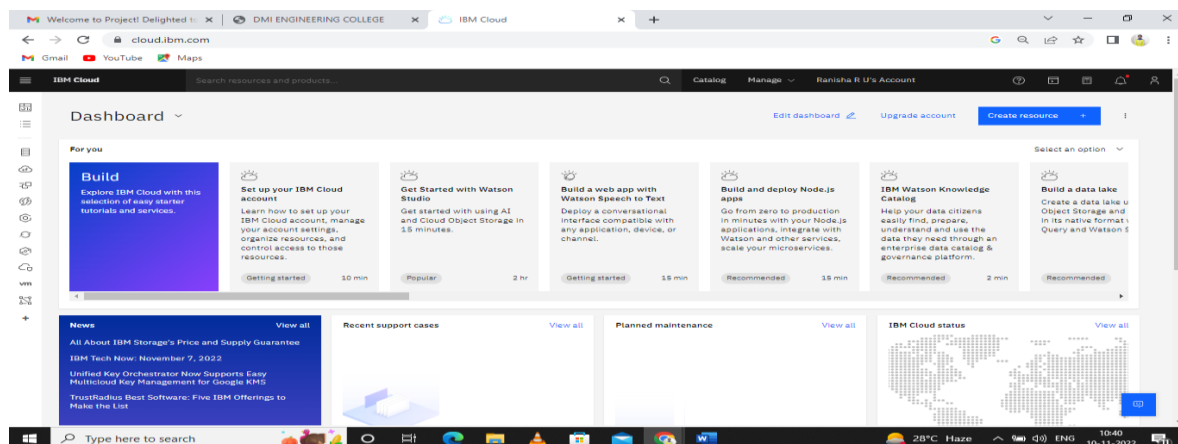 Welcome to Project! Delighted to
DMI ENGINEERING COLLEGE
IBM Cloud
cloud.ibm.com
Gmail
YouTube
Maps
IBM Cloud
Search resources and products...
Catalog
Manage
Ranisha R U's Account
Dashboard
Edit dashboard
Upgrade account
Create resource +
For you
Select an option
Build
Explore IBM Cloud with this
selection of easy starter
tutorials and services.
Set up your IBM Cloud
account
Learn how to set up your
IBM Cloud account, manage
your account settings,
organize resources, and
control access to those
resources.
Getting started
10 min
Get Started with Watson
Studio
Get started with using AI
and Cloud Object Storage in
15 minutes.
Popular
2 hr
Build a web app with
Watson Speech to Text
Deploy a conversational
interface compatible with
any application, device, or
channel.
Getting started
15 min
Build and deploy Node.js
apps
Go from zero to production
in minutes with your Node.js
applications, integrate with
Watson and other services,
scale your microservices.
Recommended
15 min
IBM Watson Knowledge
Catalog
Help your data citizens
easily find, prepare,
understand and use the
data they need through an
enterprise data catalog &
governance platform.
Recommended
2 min
Build a data lake
Create a data lake u
Object Storage and
in its native format
Query and Watson S
Recommended
News
View all
All About IBM Storage's Price and Supply Guarantee
IBM Tech Now: November 7, 2022
Unified Key Orchestrator Now Supports Easy
Multicloud Key Management for Google KMS
TrustRadius Best Software: Five IBM Offerings to
Make the List
Recent support cases
View all
Planned maintenance
View all
IBM Cloud status
View all
Type here to search
28°C Haze
ENG
10:40
10-11-2022